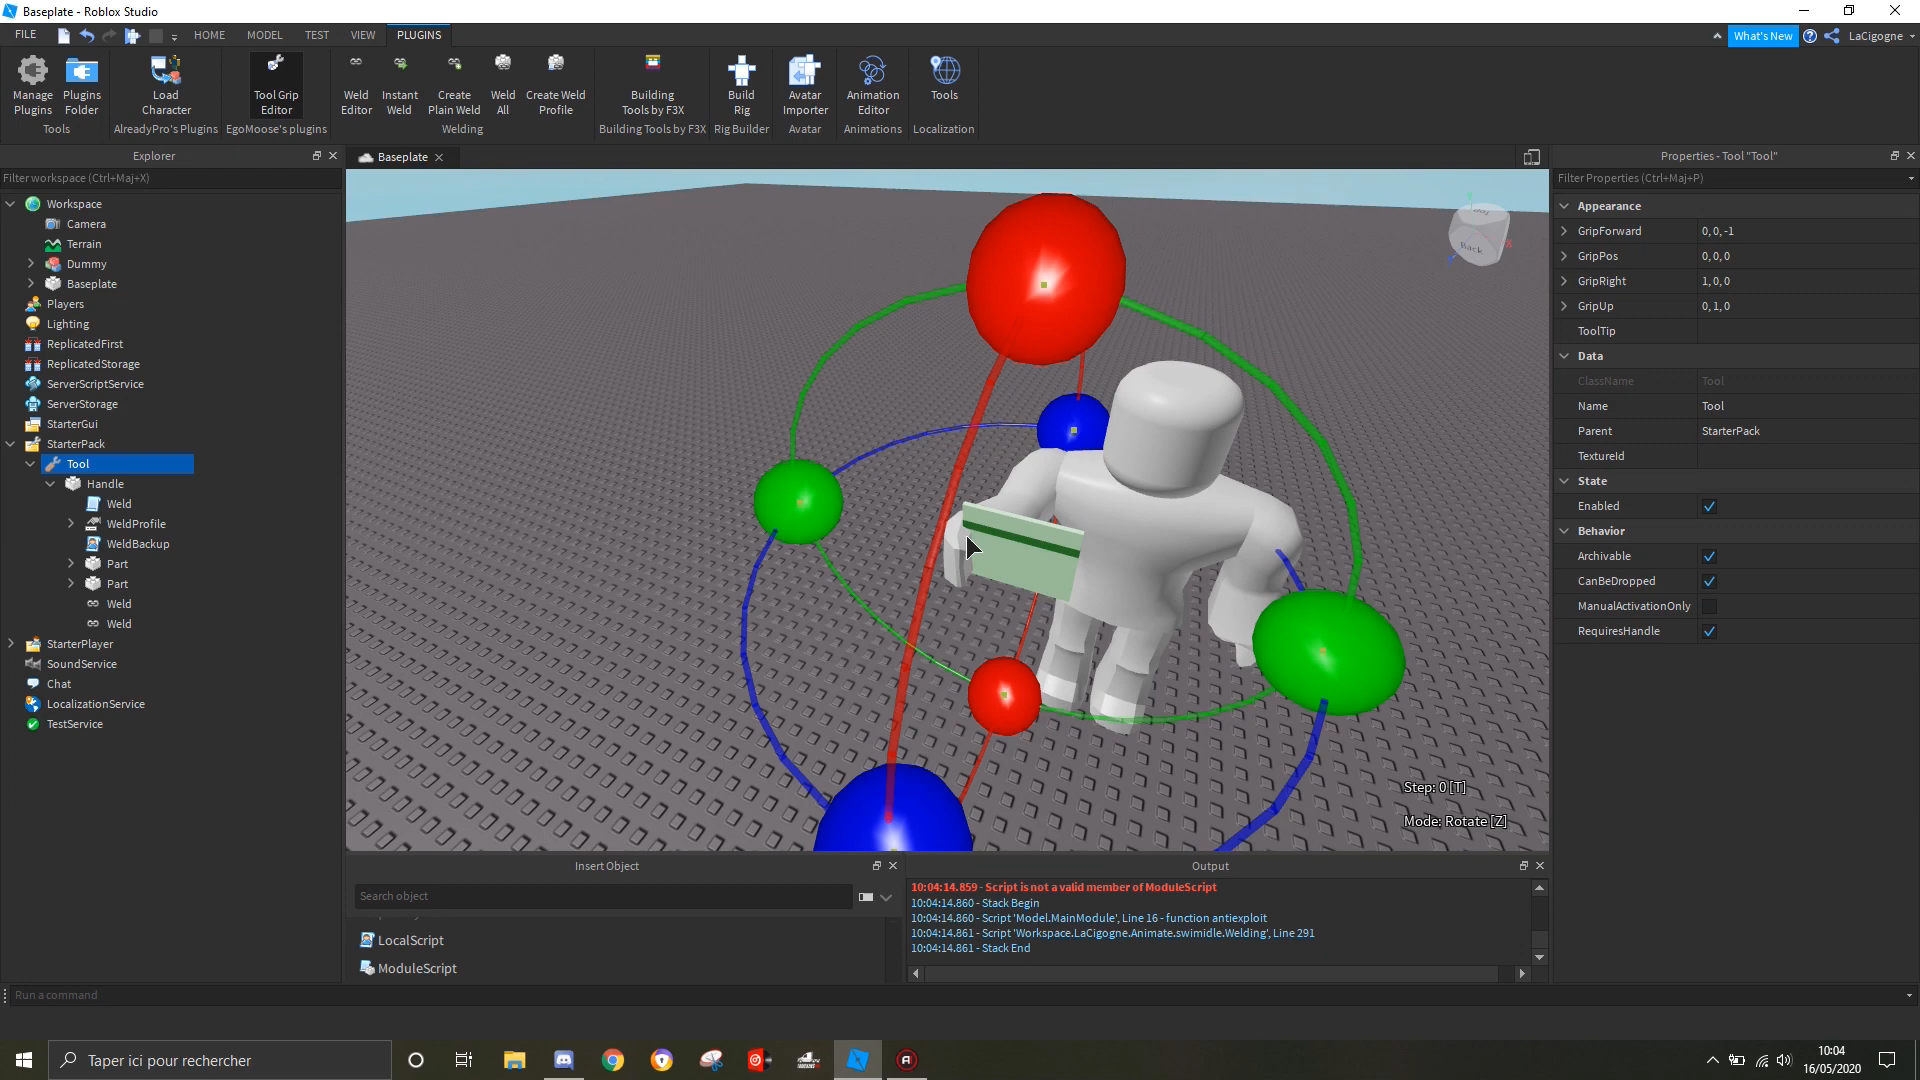 Baseplate - Roblox Studio
FILE
HOME
MODEL
TEST
VIEW
PLUGINS
What's New
LaCigogne
Manage Plugins
Plugins Folder
Load Character
Tool Grip Editor
Weld Editor
Instant Weld
Create Plain Weld
Weld All
Create Weld Profile
Building Tools by F3X
Build Rig
Avatar Importer
Animation Editor
Tools
Tools
AlreadyPro's Plugins
EgoMoose's plugins
Welding
Building Tools by F3X
Rig Builder
Avatar
Animations
Localization
Explorer
Filter workspace (Ctrl+Maj+X)
Workspace
Camera
Terrain
Dummy
Baseplate
Players
Lighting
ReplicatedFirst
ReplicatedStorage
ServerScriptService
ServerStorage
StarterGui
StarterPack
Tool
Handle
Weld
WeldProfile
WeldBackup
Part
Part
Weld
Weld
StarterPlayer
SoundService
Chat
LocalizationService
TestService
Baseplate
Back
X
Step: 0 [T]
Mode: Rotate [Z]
Insert Object
Search object
LocalScript
ModuleScript
Output
10:04:14.859 - Script is not a valid member of ModuleScript
10:04:14.860 - Stack Begin
10:04:14.860 - Script 'Model.MainModule', Line 16 - function antiexploit
10:04:14.861 - Script 'Workspace.LaCigogne.Animate.swimidle.Welding', Line 291
10:04:14.861 - Stack End
Properties - Tool "Tool"
Filter Properties (Ctrl+Maj+P)
Appearance
GripForward 0, 0, -1
GripPos 0, 0, 0
GripRight 1, 0, 0
GripUp 0, 1, 0
ToolTip
Data
ClassName Tool
Name Tool
Parent StarterPack
TextureId
State
Enabled
Behavior
Archivable
CanBeDropped
ManualActivationOnly
RequiresHandle
Run a command
Taper ici pour rechercher
10:04
16/05/2020